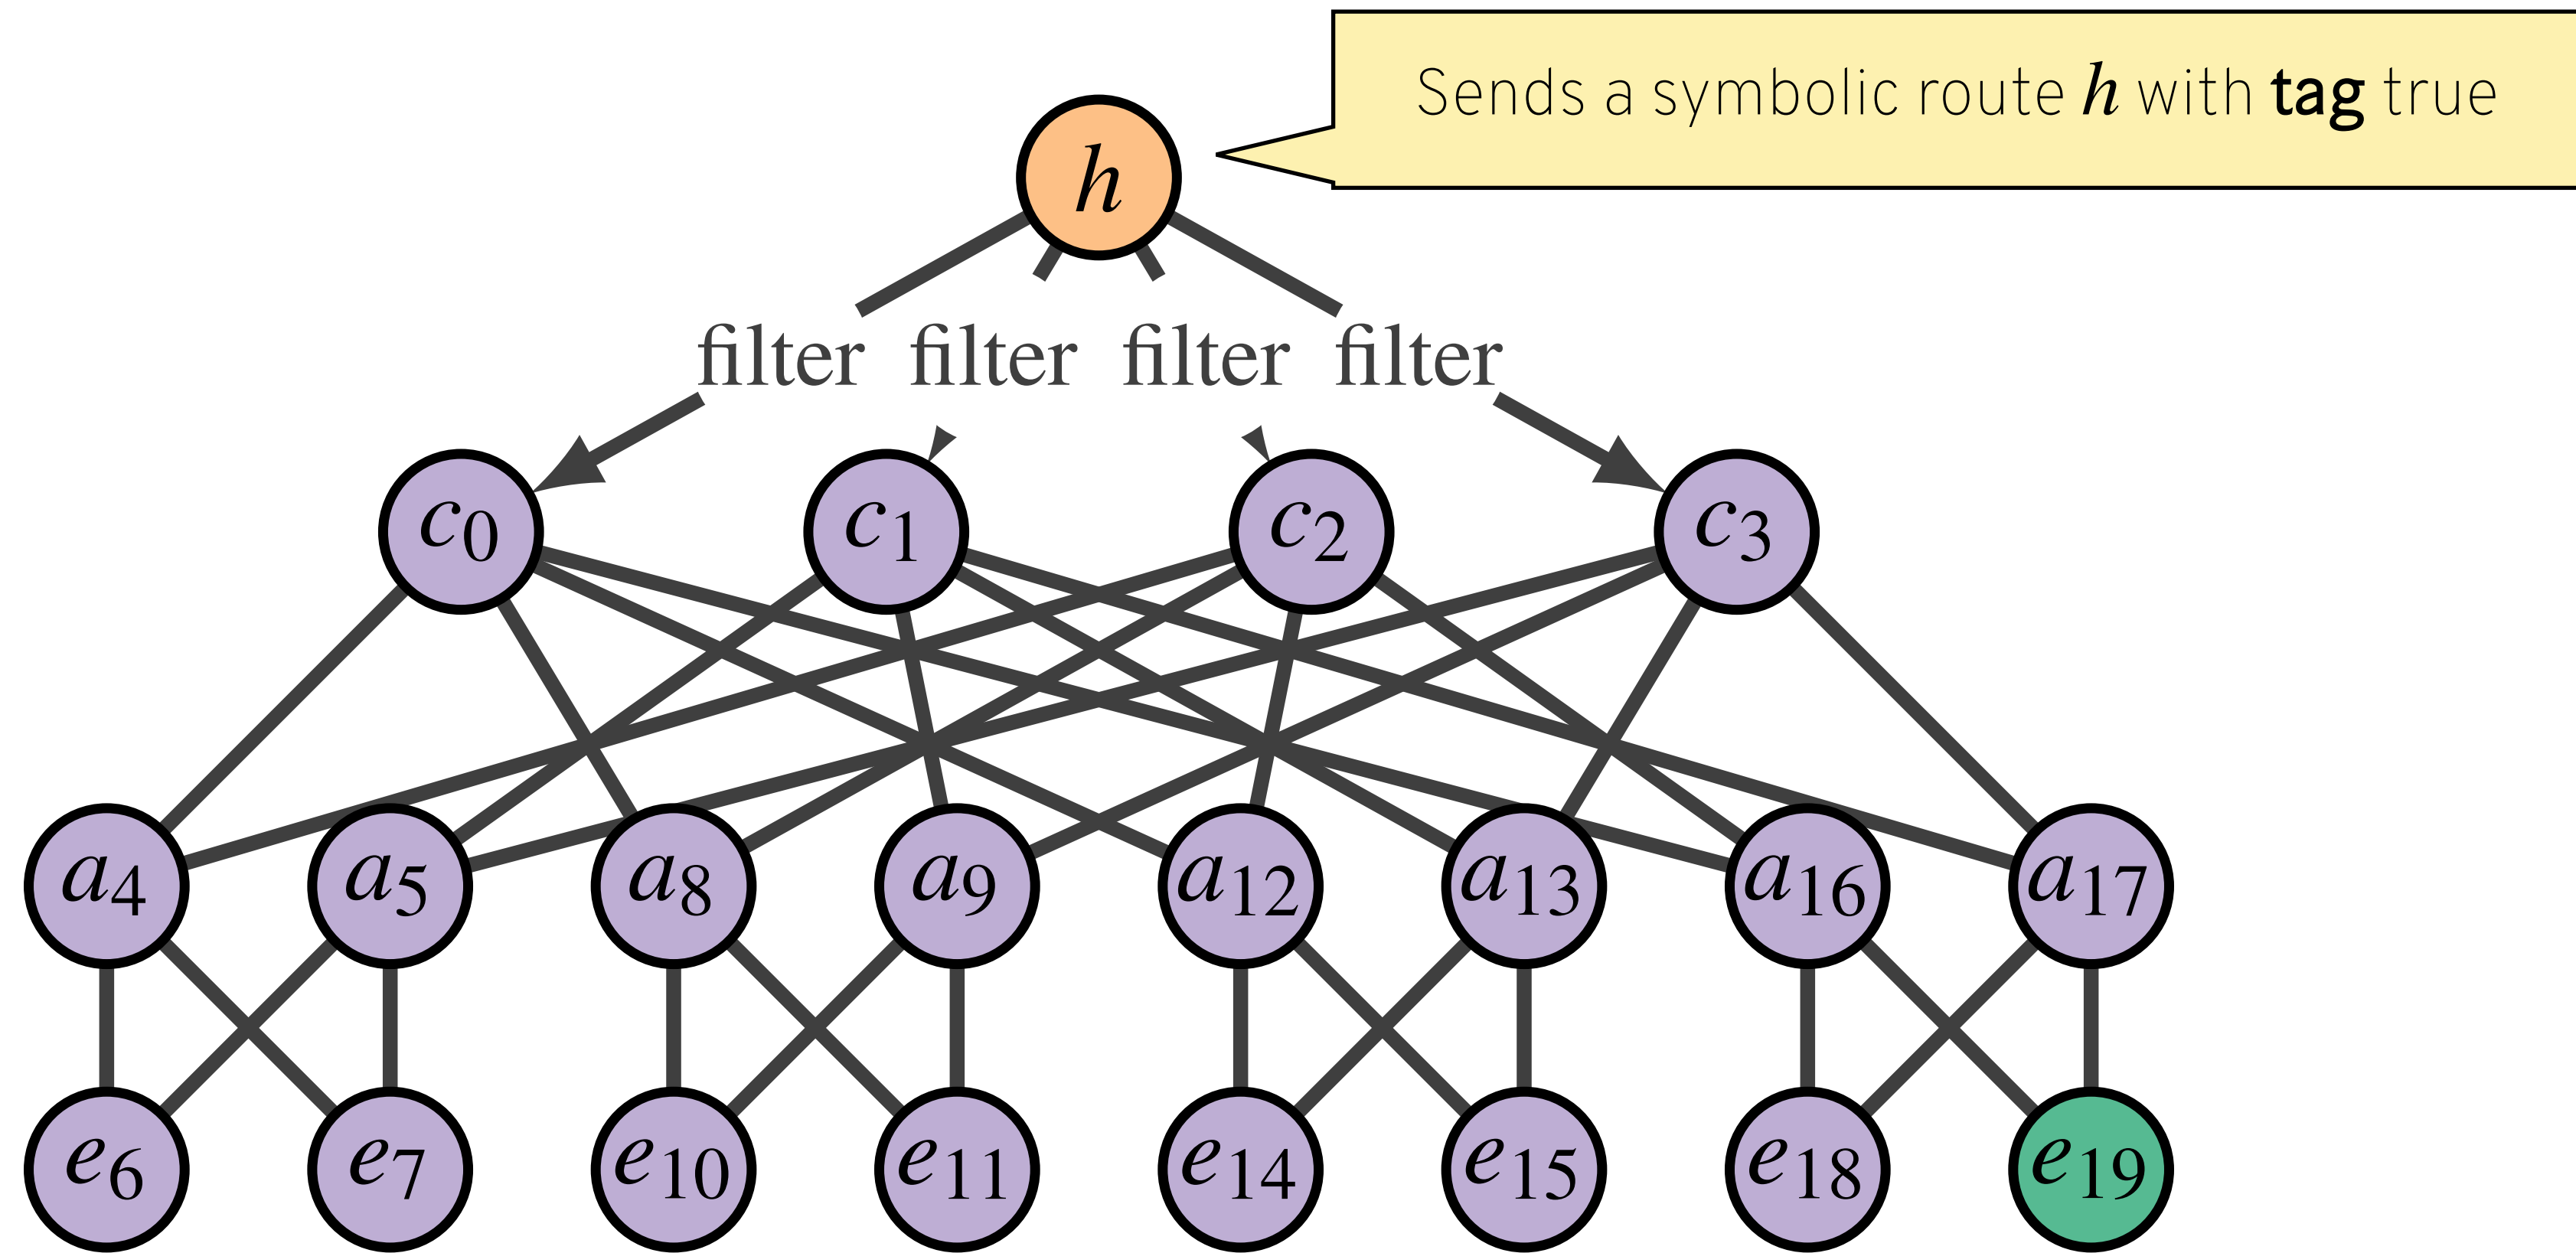 Sends a symbolic route h with tag true
h
filter filter filter filter
c0 c1 c2 c3
a4 a5 a8 a9 a12 a13 a16 a17
e6 e7 e10 e11 e14 e15 e18 e19